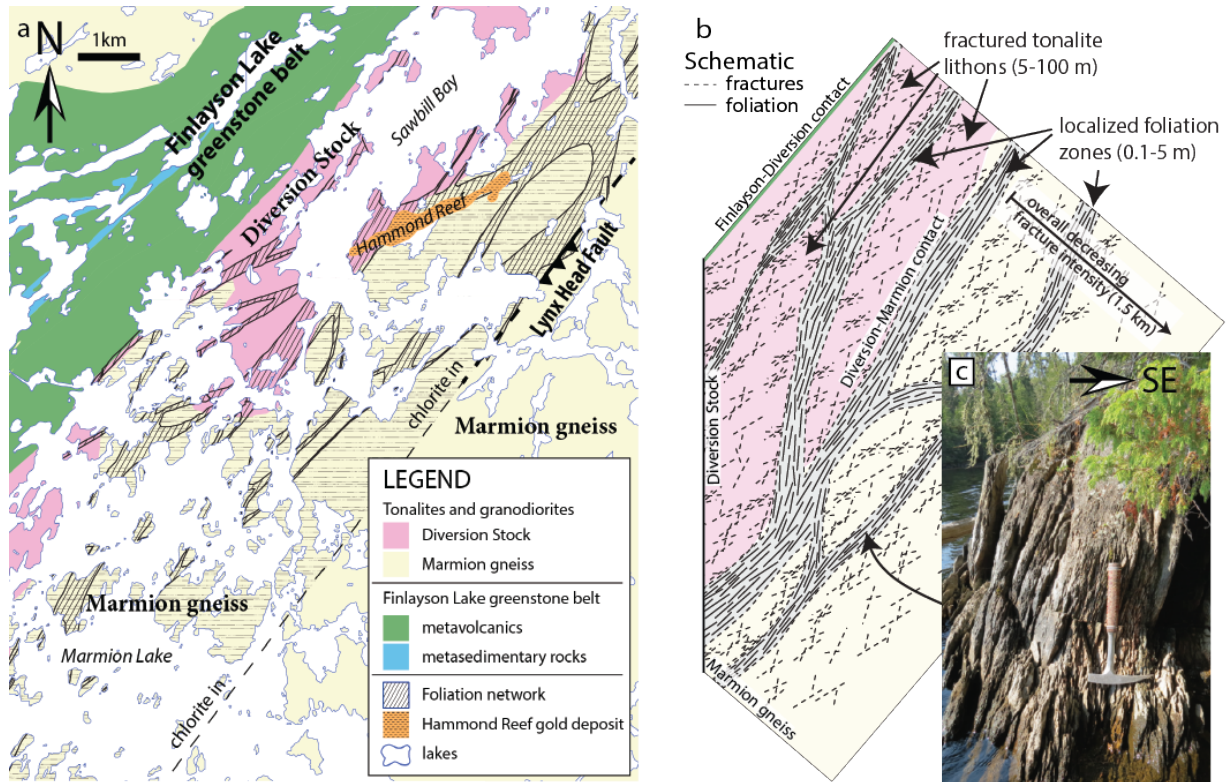 a
N
1km
Finlayson Lake
greenstone belt
Diversion Stock
Sawbill Bay
Hammond Reef
Lynx Head Fault
chlorite in
Marmion gneiss
Marmion gneiss
Marmion Lake
chlorite in
LEGEND
Tonalites and granodiorites
Diversion Stock
Marmion gneiss
Finlayson Lake greenstone belt
metavolcanics
metasedimentary rocks
Foliation network
Hammond Reef gold deposit
lakes
b
Schematic
fractures
foliation
fractured tonalite
lithons (5-100 m)
localized foliation
zones (0.1-5 m)
Finlayson-Diversion contact
overall decreasing
fracture intensity (1.5 km)
Diversion-Marmion contact
Diversion Stock
Marmion gneiss
c
SE